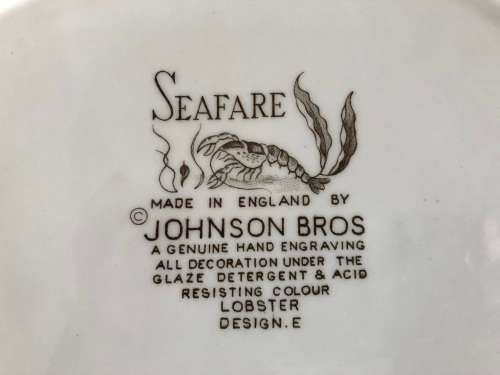 SEAFARE
MADE IN ENGLAND BY
© JOHNSON BROS
A GENUINE HAND ENGRAVING
ALL DECORATION UNDER THE
GLAZE DETERGENT & ACID
RESISTING COLOUR
LOBSTER
DESIGN.E